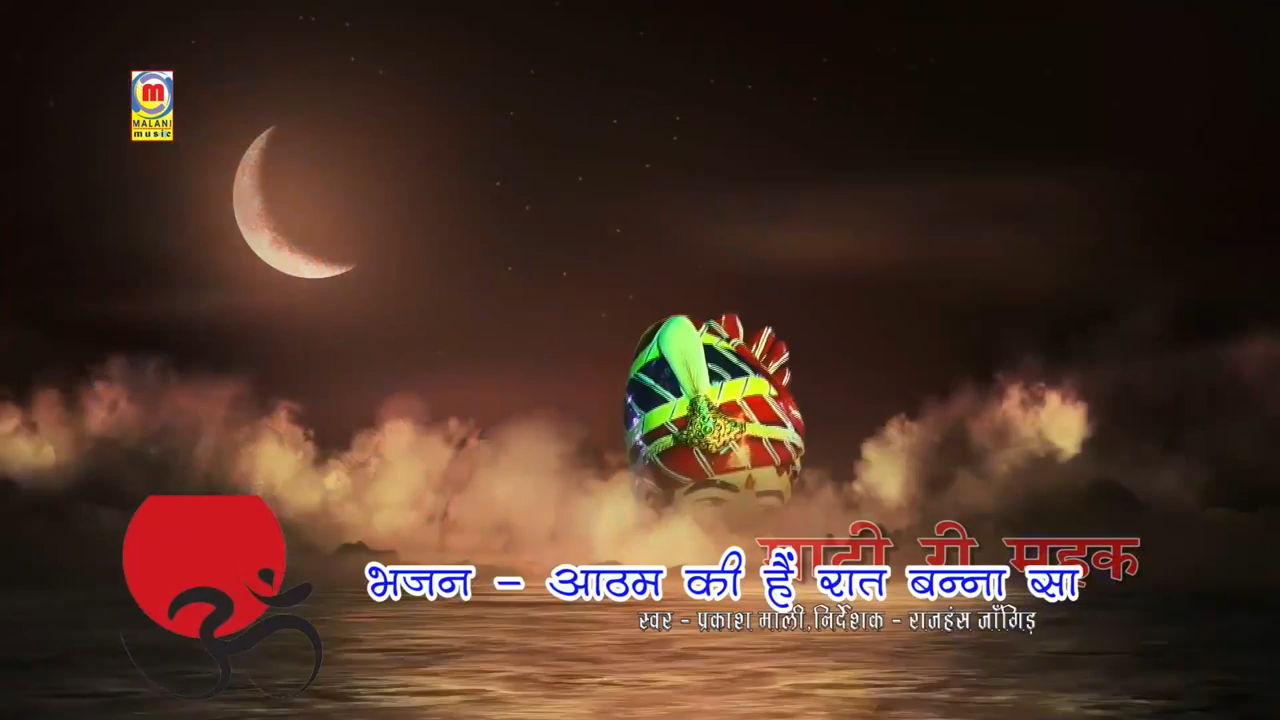 m
MALANI
music
माटी री महक
भजन – आठम की हैं रात बन्ना सा
स्वर – प्रकाश माली,निर्देशक – राजहंस जाँगिड़
ॐ